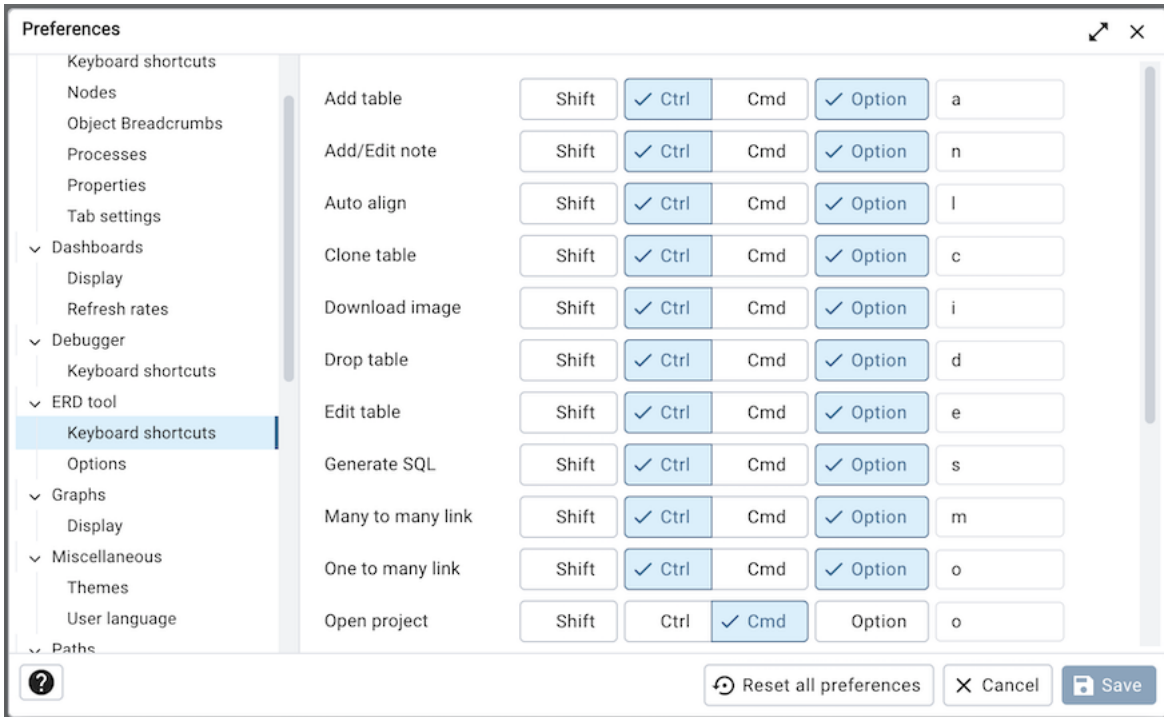 Preferences
Keyboard shortcuts
Nodes
Object Breadcrumbs
Processes
Properties
Tab settings
Dashboards
Display
Refresh rates
Debugger
Keyboard shortcuts
ERD tool
Keyboard shortcuts
Options
Graphs
Display
Miscellaneous
Themes
User language
Paths
Add table Shift Ctrl Cmd Option a
Add/Edit note Shift Ctrl Cmd Option n
Auto align Shift Ctrl Cmd Option l
Clone table Shift Ctrl Cmd Option c
Download image Shift Ctrl Cmd Option i
Drop table Shift Ctrl Cmd Option d
Edit table Shift Ctrl Cmd Option e
Generate SQL Shift Ctrl Cmd Option s
Many to many link Shift Ctrl Cmd Option m
One to many link Shift Ctrl Cmd Option o
Open project Shift Ctrl Cmd Option o
? Reset all preferences Cancel Save